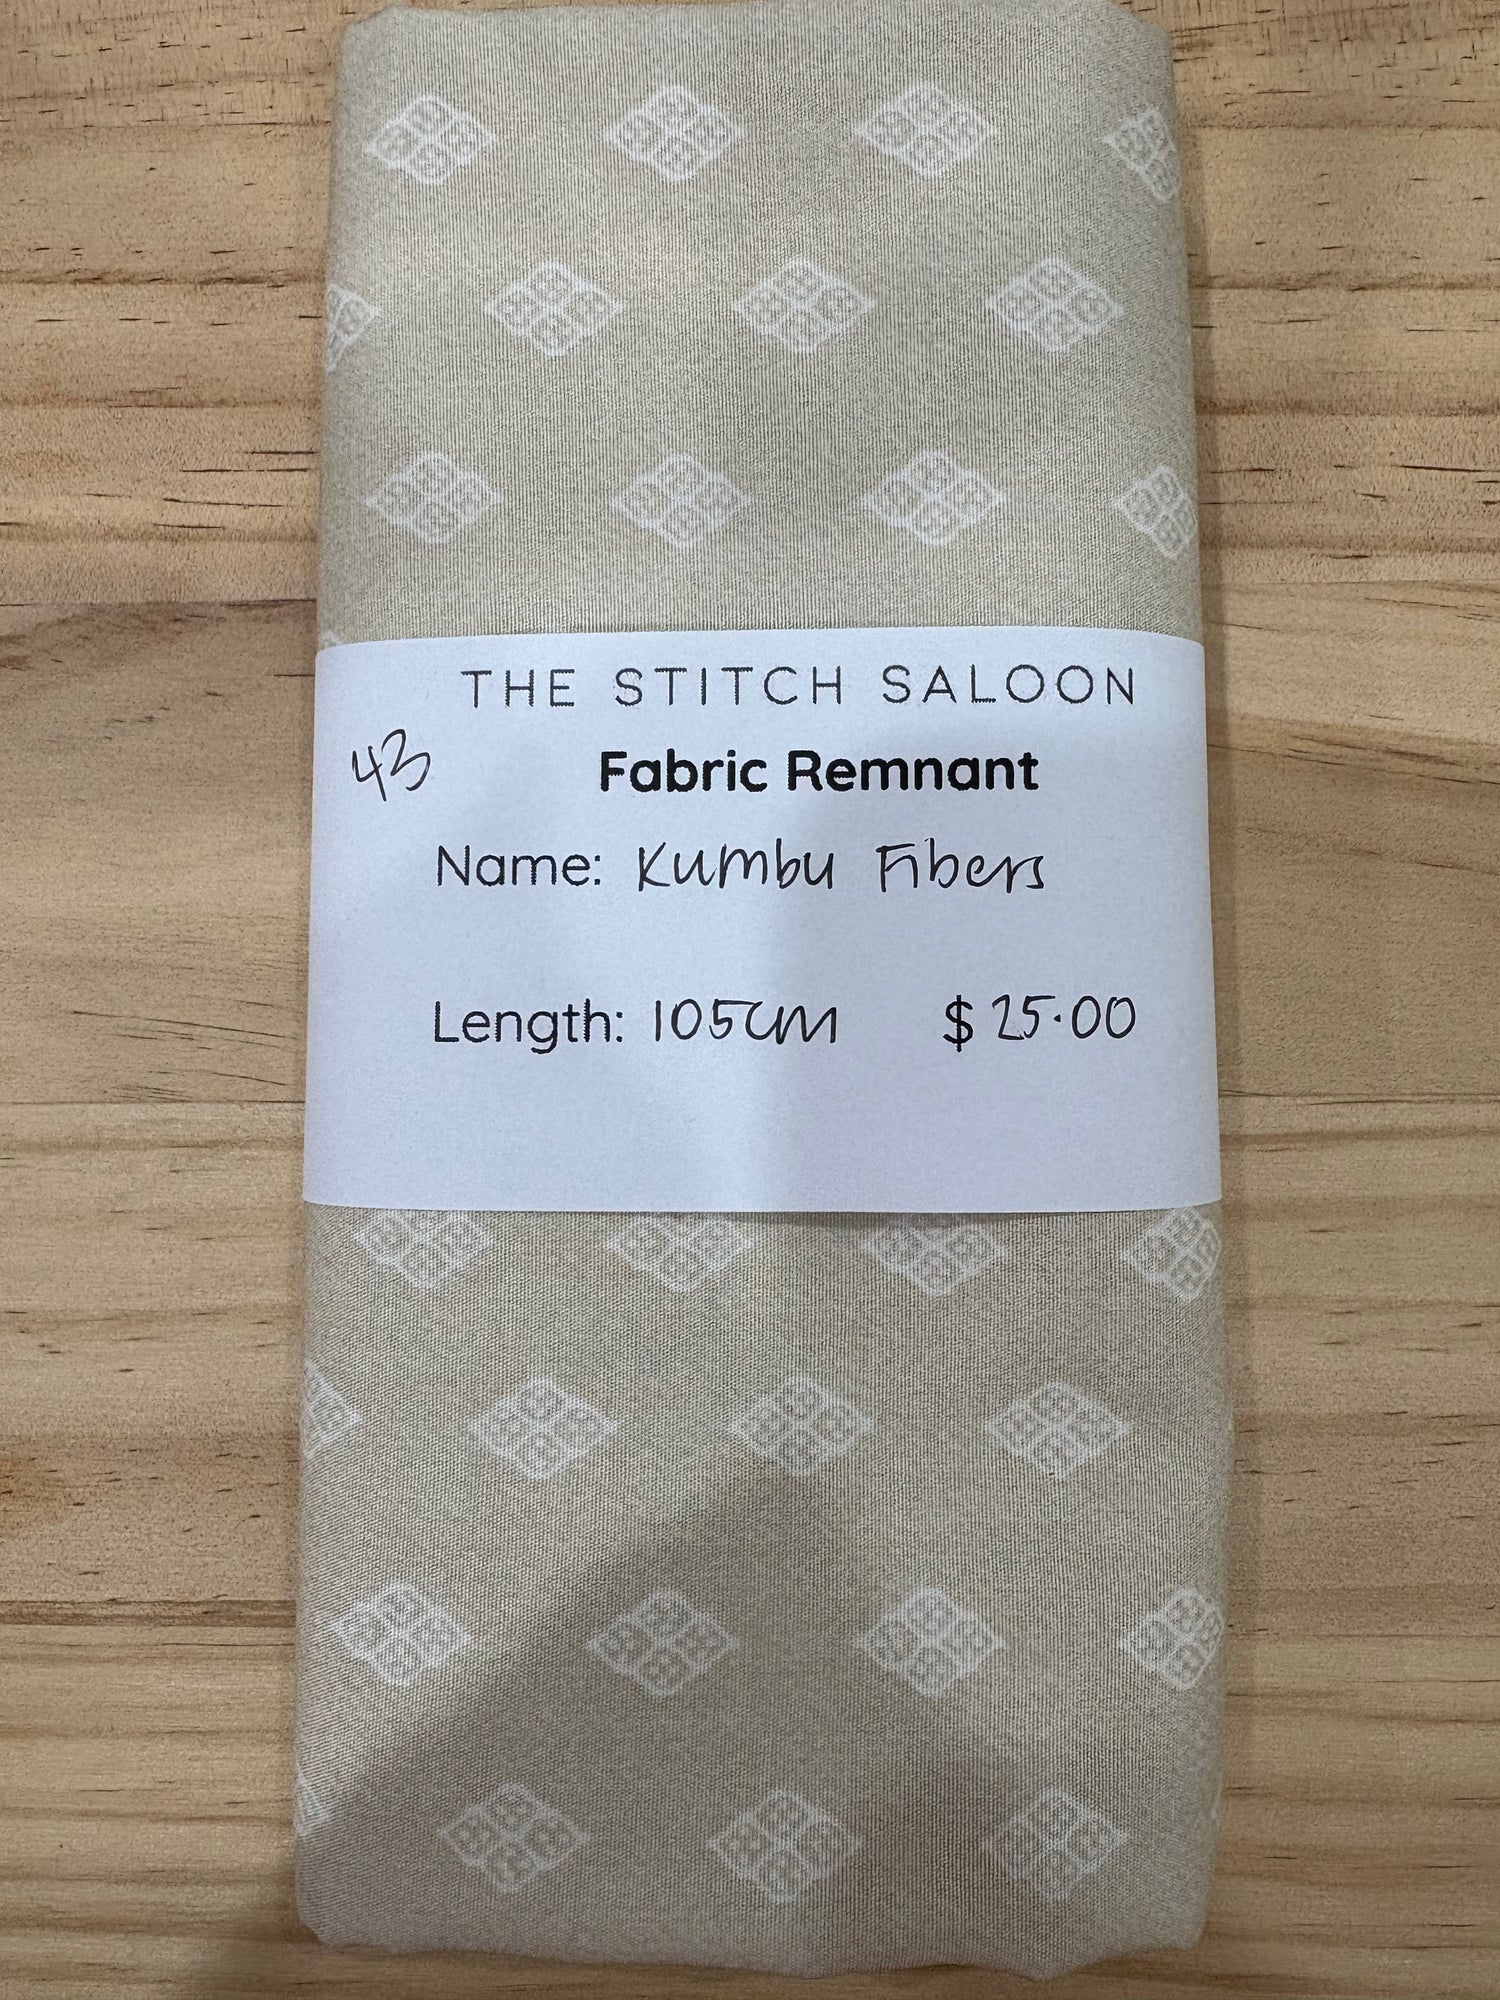 THE STITCH SALOON
43
Fabric Remnant
Name: Kumbu Fibers
Length: 105cm $25.00